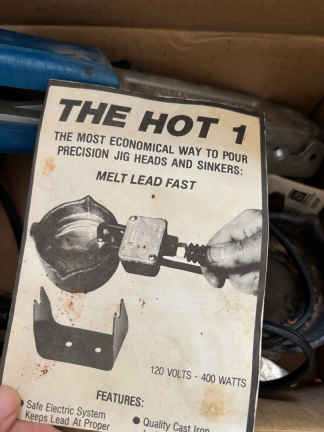 THE HOT 1
THE MOST ECONOMICAL WAY TO POUR
PRECISION JIG HEADS AND SINKERS:
MELT LEAD FAST
120 VOLTS - 400 WATTS
FEATURES:
• Safe Electric System
Keeps Lead At Proper
• Quality Cast Iron